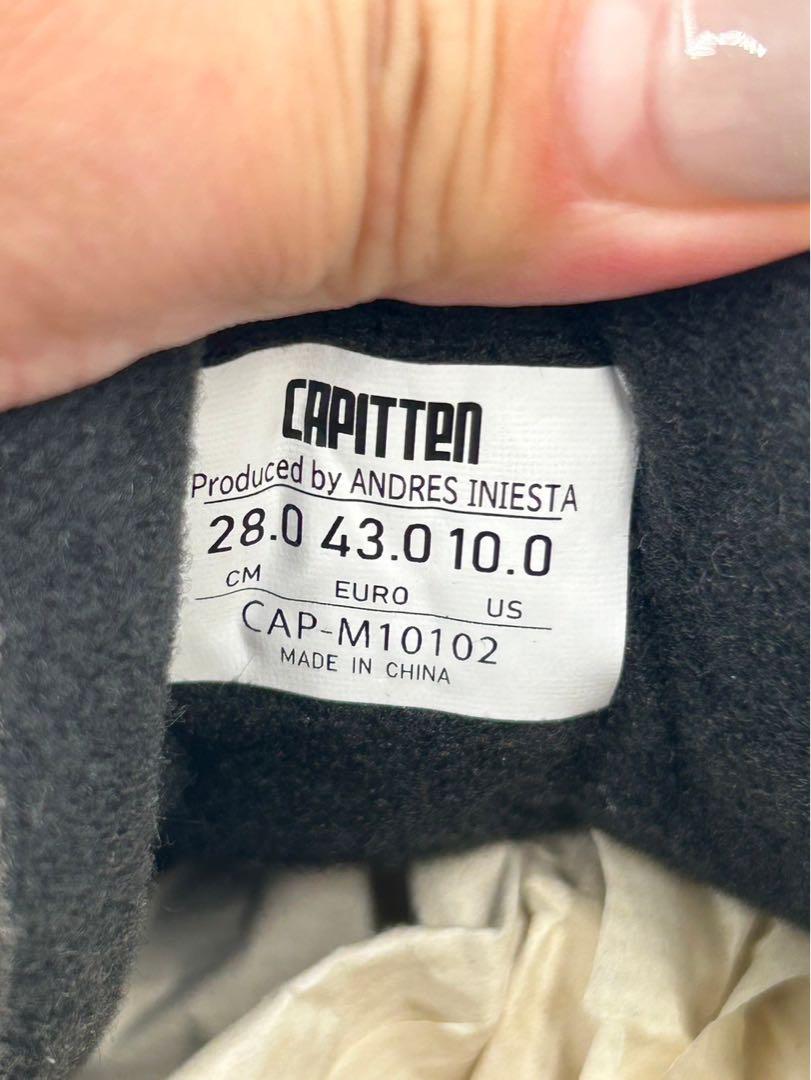 CAPITTEN
Produced by ANDRES INIESTA
28.0 43.0 10.0
CM EURO US
CAP-M10102
MADE IN CHINA